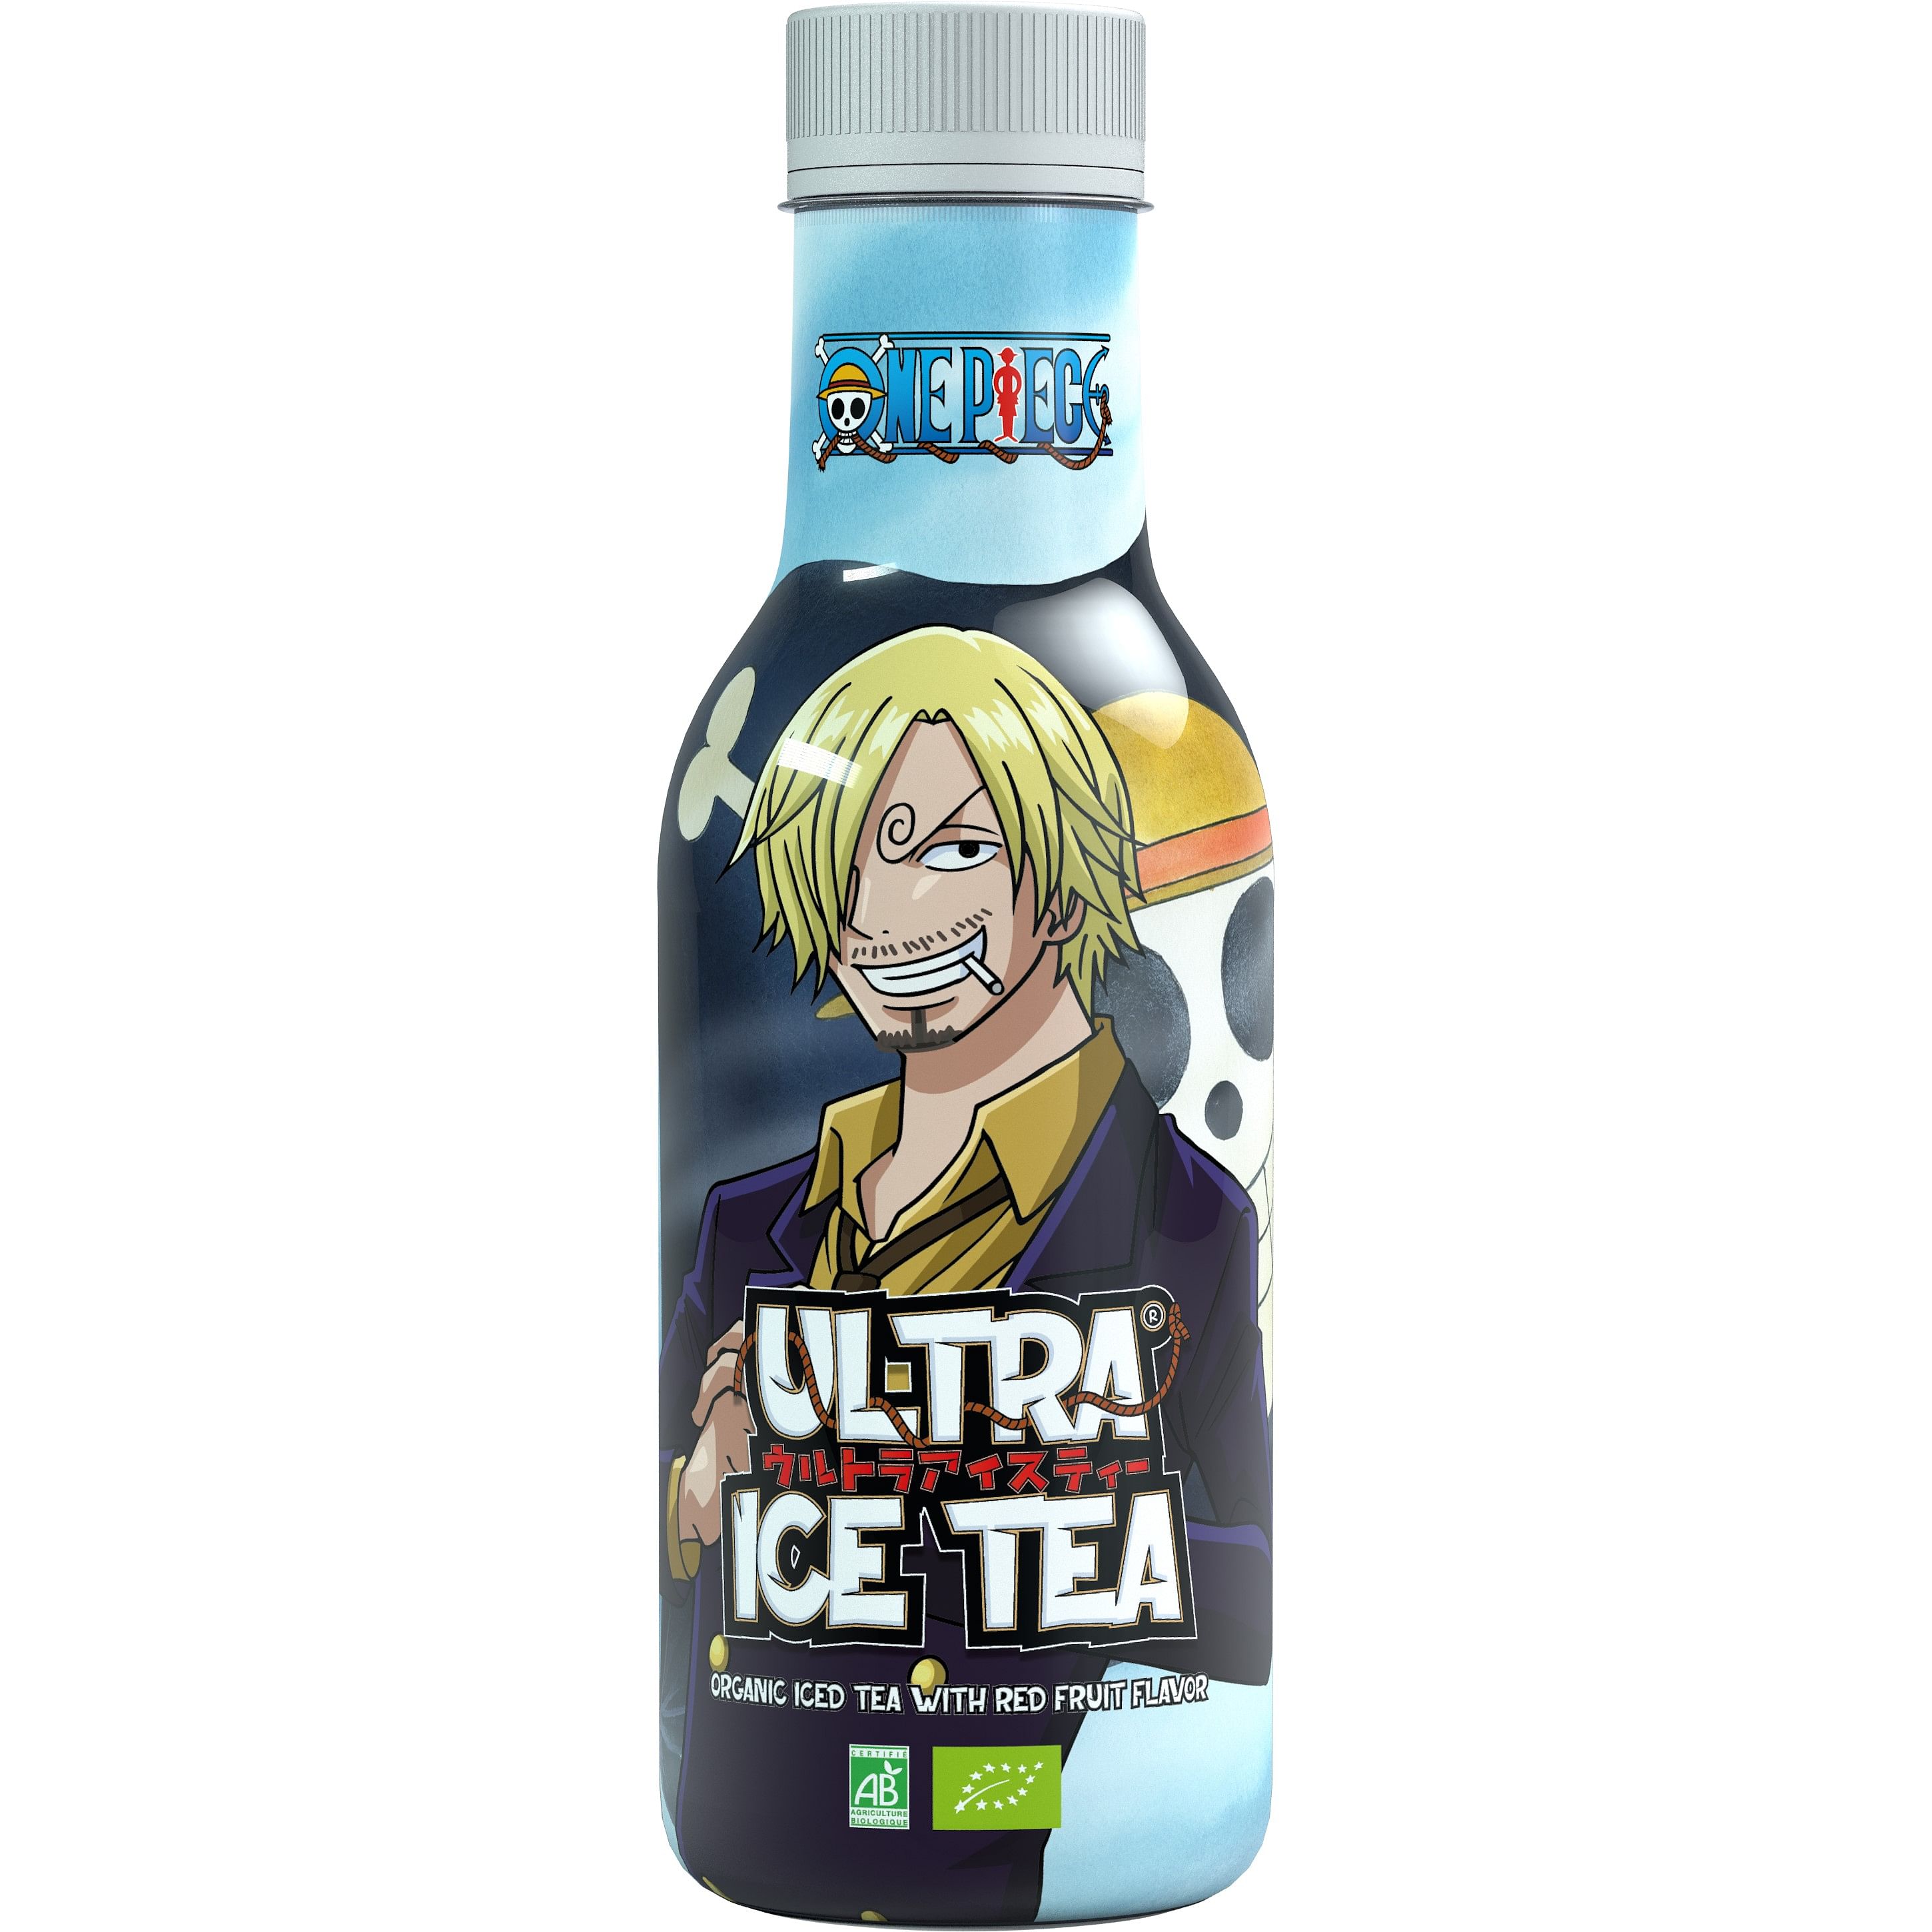 ONE PIECE
ULTRA®
ウルトラアイスティー
ICE TEA
ORGANIC ICED TEA WITH RED FRUIT FLAVOR
CERTIFIÉ
AB
AGRICULTURE
BIOLOGIQUE